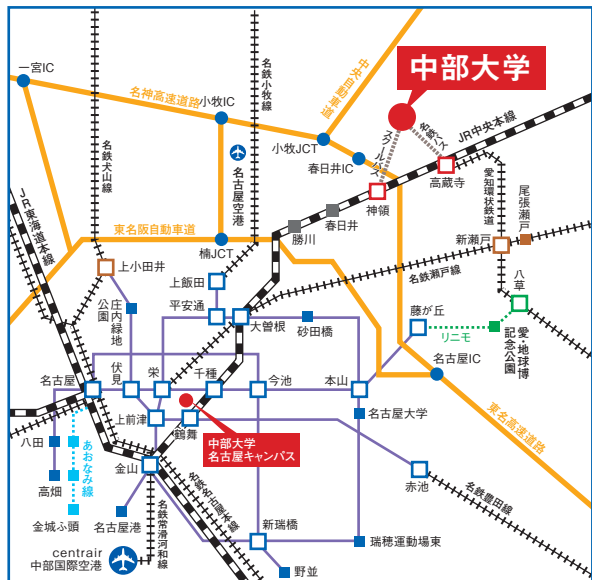 一宮IC
名神高速道路
小牧IC
名鉄小牧線
中央自動車道
中部大学
小牧JCT
春日井IC
スクールバス
名鉄バス
JR中央本線
高蔵寺
神領
春日井
勝川
愛知環状鉄道
尾張瀬戸
新瀬戸
名鉄瀬戸線
八草
名鉄犬山線
名古屋空港
JR東海道本線
東名阪自動車道
楠JCT
上小田井
上飯田
庄内緑地
公園
平安通
大曽根
砂田橋
藤が丘
リニモ
愛・地球博
記念公園
名古屋IC
東名高速道路
名古屋
伏見
栄
千種
今池
本山
名古屋大学
上前津
鶴舞
中部大学
名古屋キャンパス
八田
高畑
あおなみ線
金城ふ頭
金山
名古屋港
名鉄常滑河和線
名鉄名古屋本線
赤池
名鉄豊田線
新瑞橋
瑞穂運動場東
野並
centrair
中部国際空港